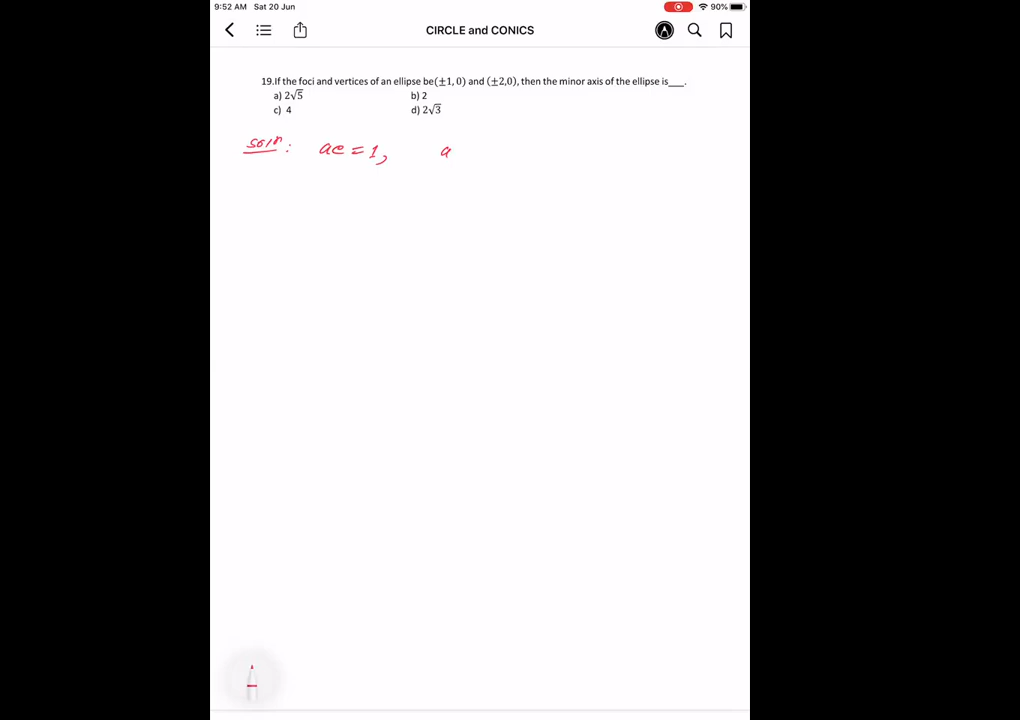 9:52 AM Sat 20 Jun 90%
CIRCLE and CONICS
19.If the foci and vertices of an ellipse be(±1, 0) and (±2,0), then the minor axis of the ellipse is___.
a) 2√5 b) 2
c) 4 d) 2√3
Soln: ae = 1, a